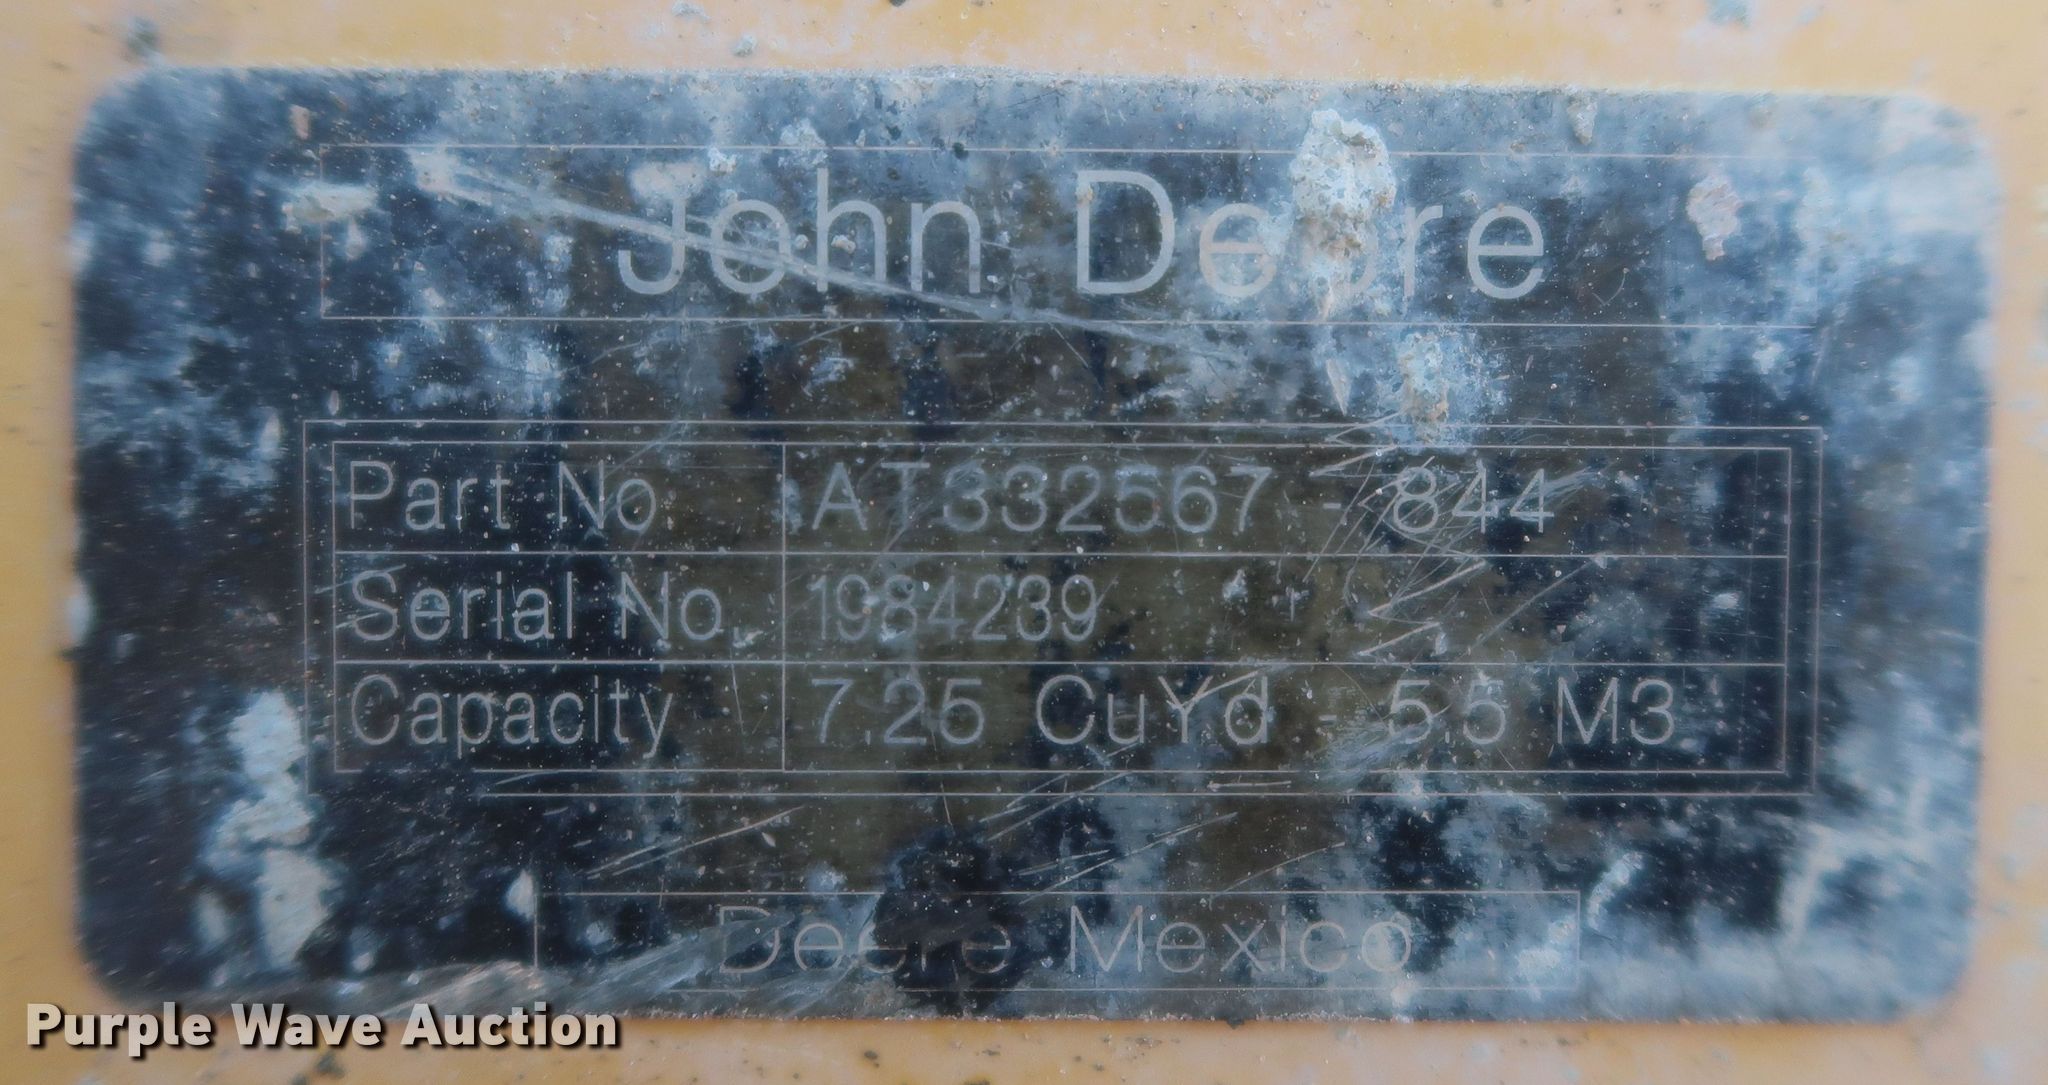 John Deere
Part No AT332567 - 844
Serial No. 1984239
Capacity 7.25 CuYd - 5.5 M3
Deere Mexico
Purple Wave Auction